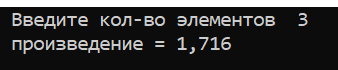 Введите кол-во элементов  3
произведение = 1,716